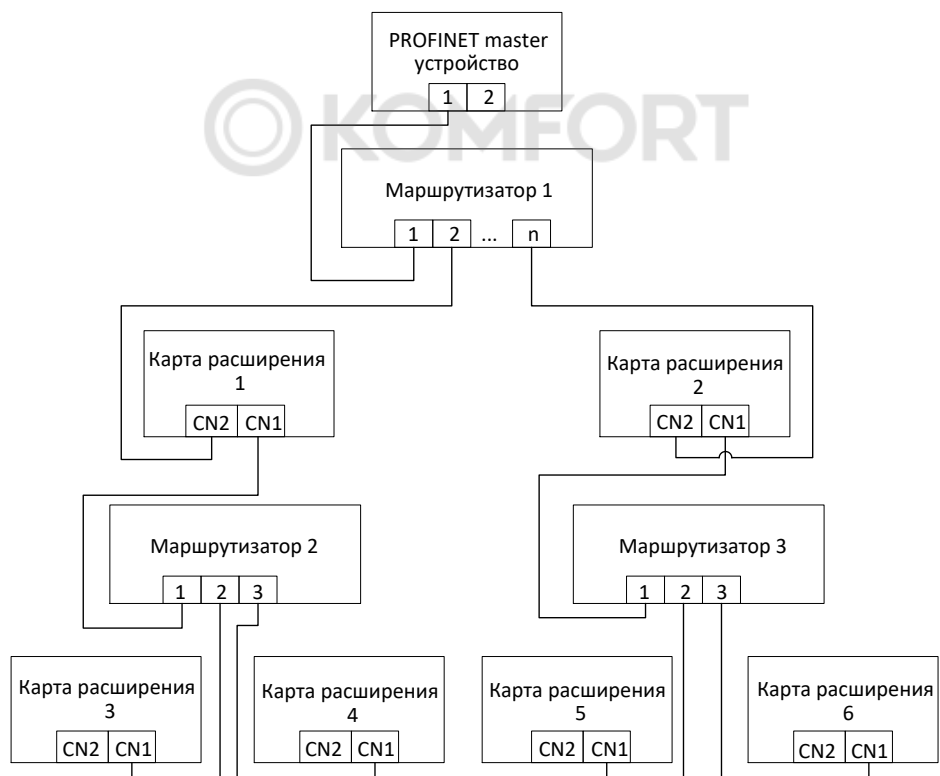 PROFINET master
устройство
1 2
KOMFORT
Маршрутизатор 1
1 2 ... n
Карта расширения
1
CN2 CN1
Карта расширения
2
CN2 CN1
Маршрутизатор 2
1 2 3
Маршрутизатор 3
1 2 3
Карта расширения
3
CN2 CN1
Карта расширения
4
CN2 CN1
Карта расширения
5
CN2 CN1
Карта расширения
6
CN2 CN1